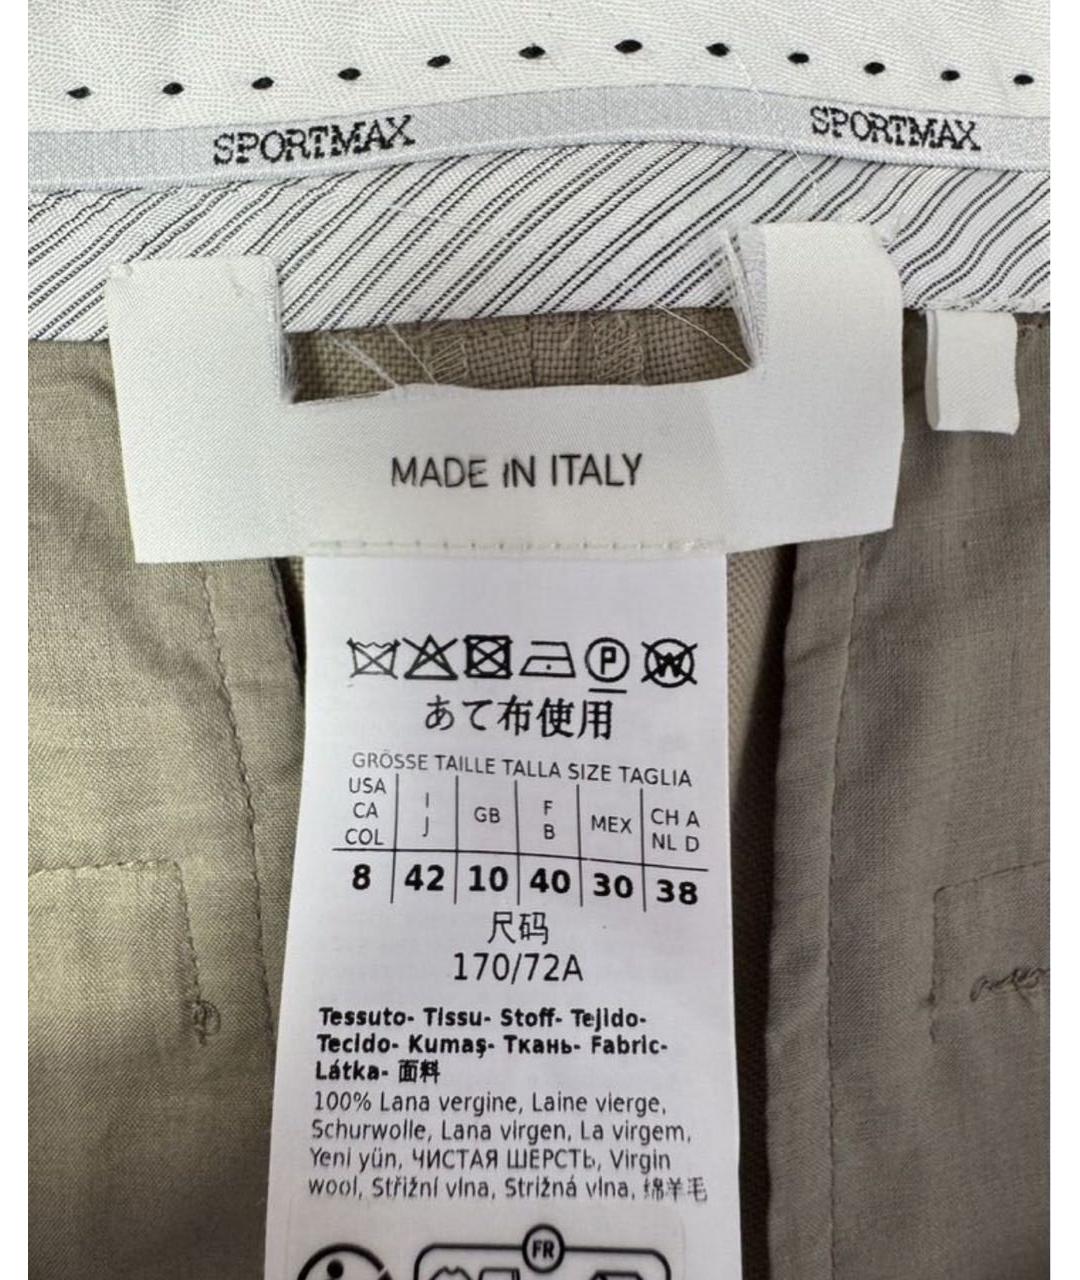 SPORTMAX SPORTMAX
MADE IN ITALY
P W
あて布使用
GRÖSSE TAILLE TALLA SIZE TAGLIA
USA CA COL I J GB F B MEX CH A NL D
8 42 10 40 30 38
尺码
170/72A
Tessuto- Tissu- Stoff- Tejido-
Tecido- Kumaş- Ткань- Fabric-
Látka- 面料
100% Lana vergine, Laine vierge,
Schurwolle, Lana virgen, La virgem,
Yeni yün, ЧИСТАЯ ШЕРСТЬ, Virgin
wool, Střižní vlna, Strižná vlna, 绵羊毛
FR